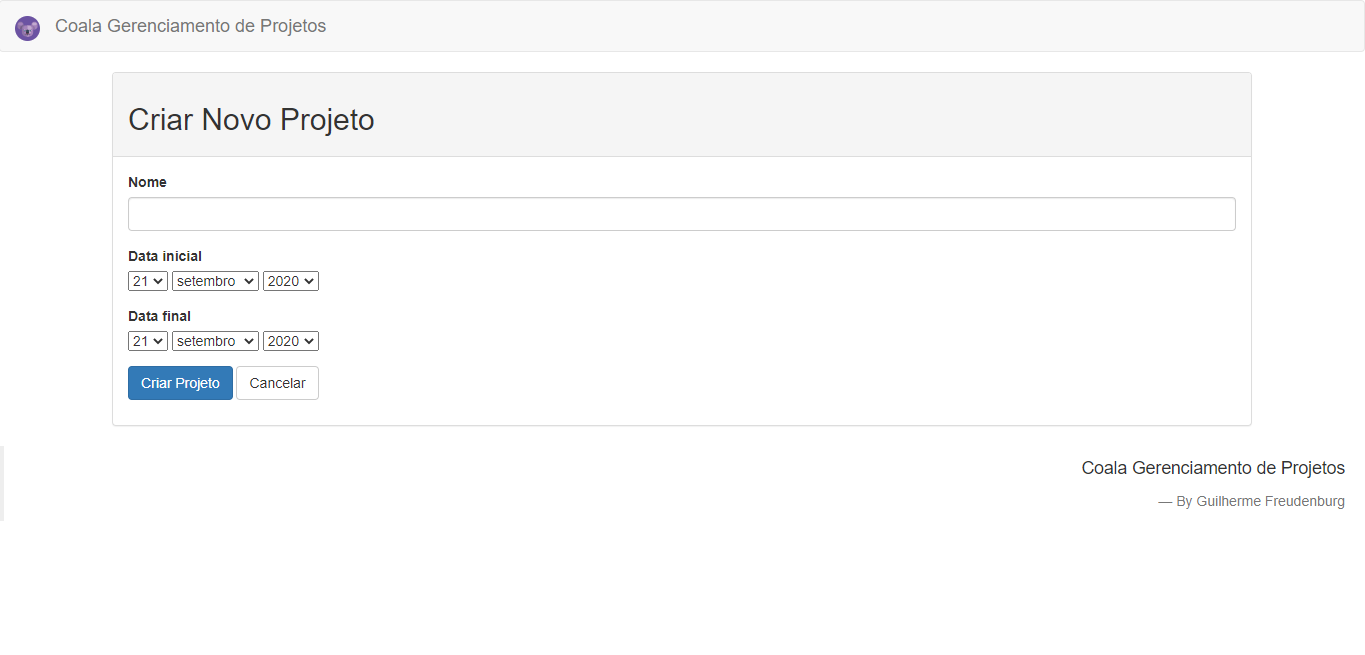 Coala Gerenciamento de Projetos
Criar Novo Projeto
Nome
Data inicial
21 setembro 2020
Data final
21 setembro 2020
Criar Projeto Cancelar
Coala Gerenciamento de Projetos
— By Guilherme Freudenburg